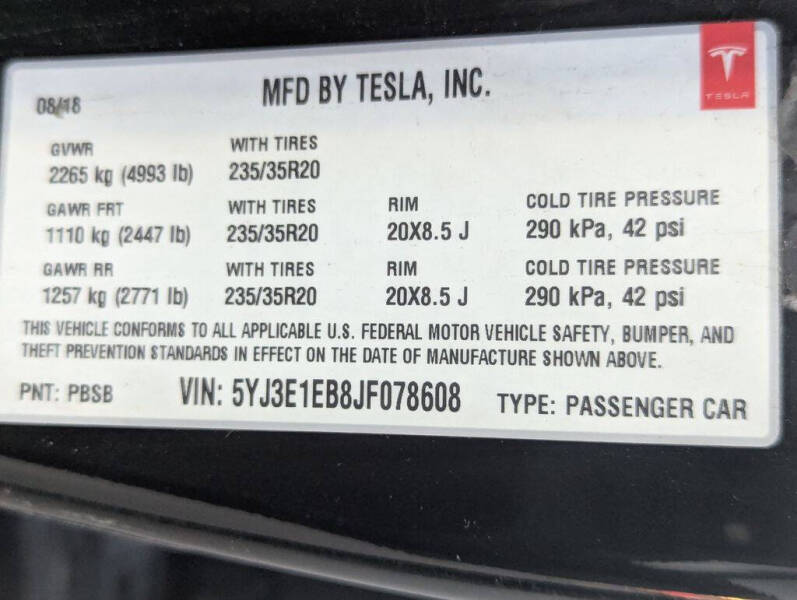 08/18
MFD BY TESLA, INC.
TESLA
GVWR WITH TIRES
2265 kg (4993 lb) 235/35R20
GAWR FRT WITH TIRES RIM COLD TIRE PRESSURE
1110 kg (2447 lb) 235/35R20 20X8.5 J 290 kPa, 42 psi
GAWR RR WITH TIRES RIM COLD TIRE PRESSURE
1257 kg (2771 lb) 235/35R20 20X8.5 J 290 kPa, 42 psi
THIS VEHICLE CONFORMS TO ALL APPLICABLE U.S. FEDERAL MOTOR VEHICLE SAFETY, BUMPER, AND
THEFT PREVENTION STANDARDS IN EFFECT ON THE DATE OF MANUFACTURE SHOWN ABOVE.
PNT: PBSB VIN: 5YJ3E1EB8JF078608 TYPE: PASSENGER CAR